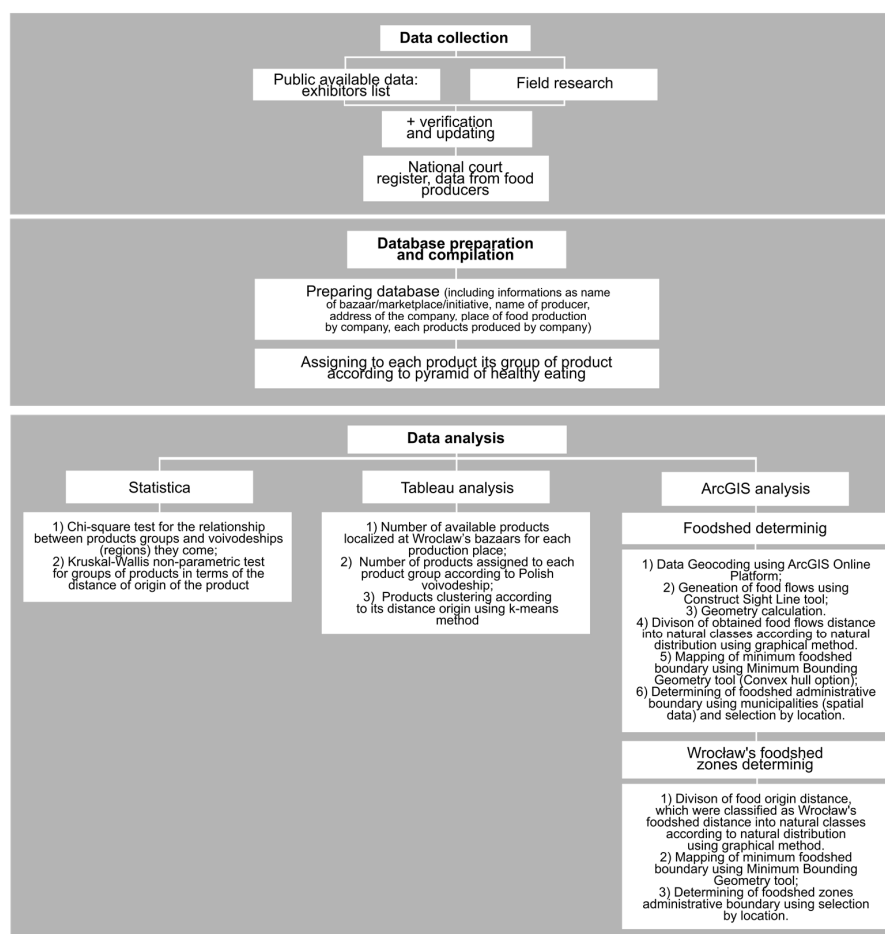 Data collection
Public available data:
exhibitors list
Field research
+ verification
and updating
National court
register, data from food
producers
Database preparation
and compilation
Preparing database (including informations as name
of bazaar/marketplace/initiative, name of producer,
address of the company, place of food production
by company, each products produced by company)
Assigning to each product its group of product
according to pyramid of healthy eating
Data analysis
Statistica
1) Chi-square test for the relationship
between products groups and voivodeships
(regions) they come;
2) Kruskal-Wallis non-parametric test
for groups of products in terms of the
distance of origin of the product
Tableau analysis
1) Number of available products
localized at Wroclaw's bazaars for each
production place;
2) Number of products assigned to each
product group according to Polish
voivodeship;
3) Products clustering according
to its distance origin using k-means
method
ArcGIS analysis
Foodshed determinig
1) Data Geocoding using ArcGIS Online
Platform;
2) Geneation of food flows using
Construct Sight Line tool;
3) Geometry calculation.
4) Divison of obtained food flows distance
into natural classes according to natural
distribution using graphical method.
5) Mapping of minimum foodshed
boundary using Minimum Bounding
Geometry tool (Convex hull option);
6) Determining of foodshed administrative
boundary using municipalities (spatial
data) and selection by location.
Wrocław's foodshed
zones determinig
1) Divison of food origin distance,
which were classified as Wrocław's
foodshed distance into natural classes
according to natural distribution
using graphical method.
2) Mapping of minimum foodshed
boundary using Minimum Bounding
Geometry tool;
3) Determining of foodshed zones
administrative boundary using selection
by location.